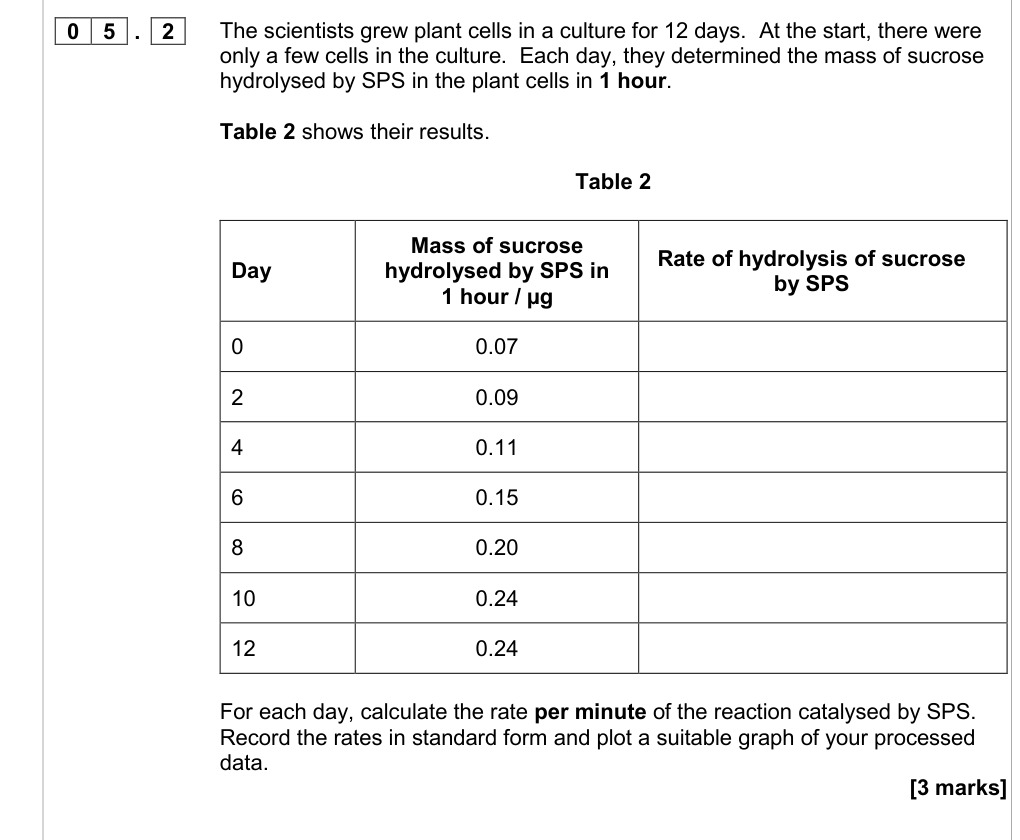 0 5 . 2 The scientists grew plant cells in a culture for 12 days. At the start, there were
only a few cells in the culture. Each day, they determined the mass of sucrose
hydrolysed by SPS in the plant cells in 1 hour.
Table 2 shows their results.
Table 2
Day
Mass of sucrose
hydrolysed by SPS in
1 hour / µg
Rate of hydrolysis of sucrose
by SPS
0 0.07
2 0.09
4 0.11
6 0.15
8 0.20
10 0.24
12 0.24
For each day, calculate the rate per minute of the reaction catalysed by SPS.
Record the rates in standard form and plot a suitable graph of your processed
data.
[3 marks]